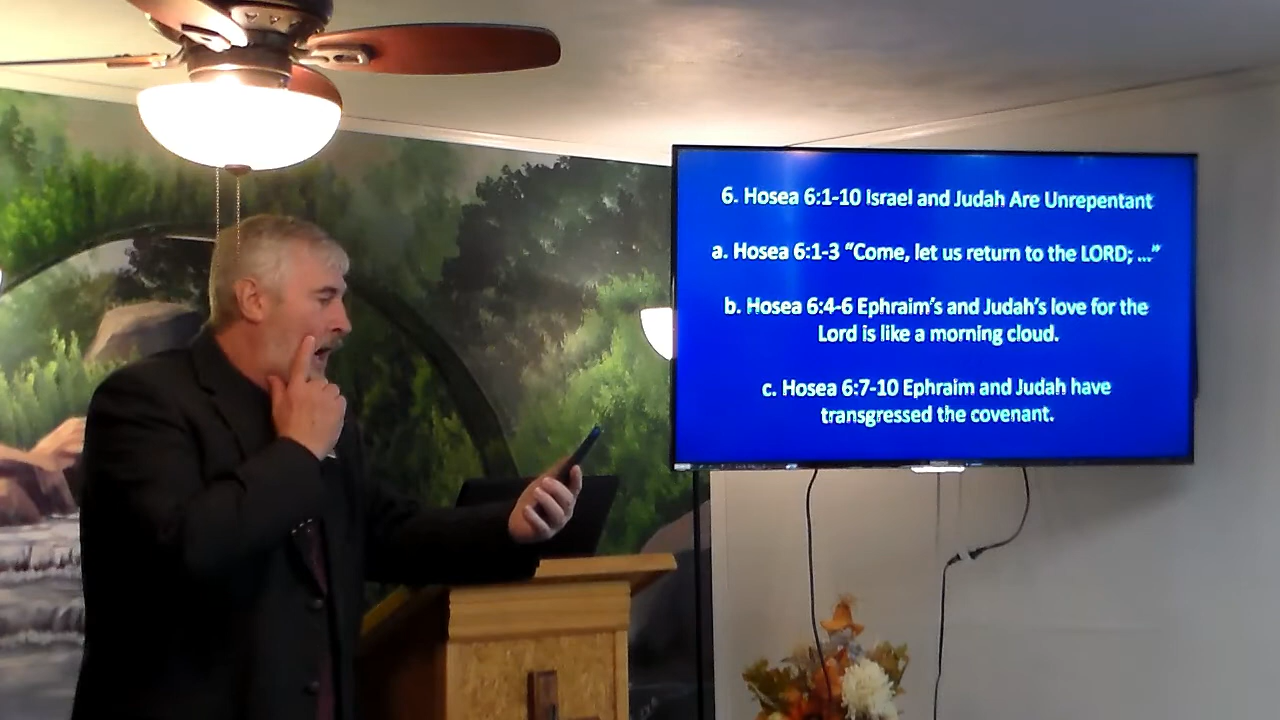 6. Hosea 6:1-10 Israel and Judah Are Unrepentant
a. Hosea 6:1-3 “Come, let us return to the LORD; ...”
b. Hosea 6:4-6 Ephraim’s and Judah’s love for the
Lord is like a morning cloud.
c. Hosea 6:7-10 Ephraim and Judah have
transgressed the covenant.